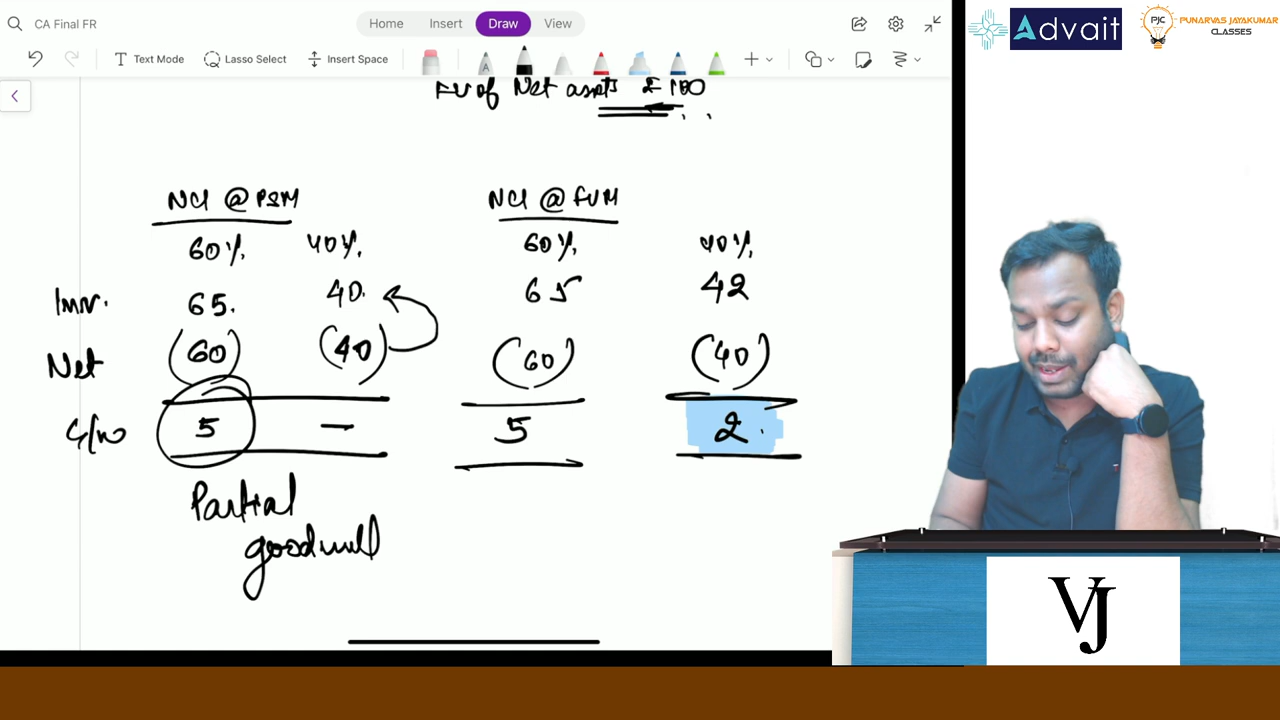 CA Final FR
Home Insert Draw View
Text Mode Lasso Select Insert Space
Advait
PJC PUNARVAS JAYAKUMAR
CLASSES
FV of Net assets ₹ 100
NCI @ PSM NCI @ FVM
60%. 40%. 60%. 40%.
Inv. 65. 40. 65 42
Net (60) (40) (60) (40)
G/W 5 — 5 2.
Partial
goodwill
VJ